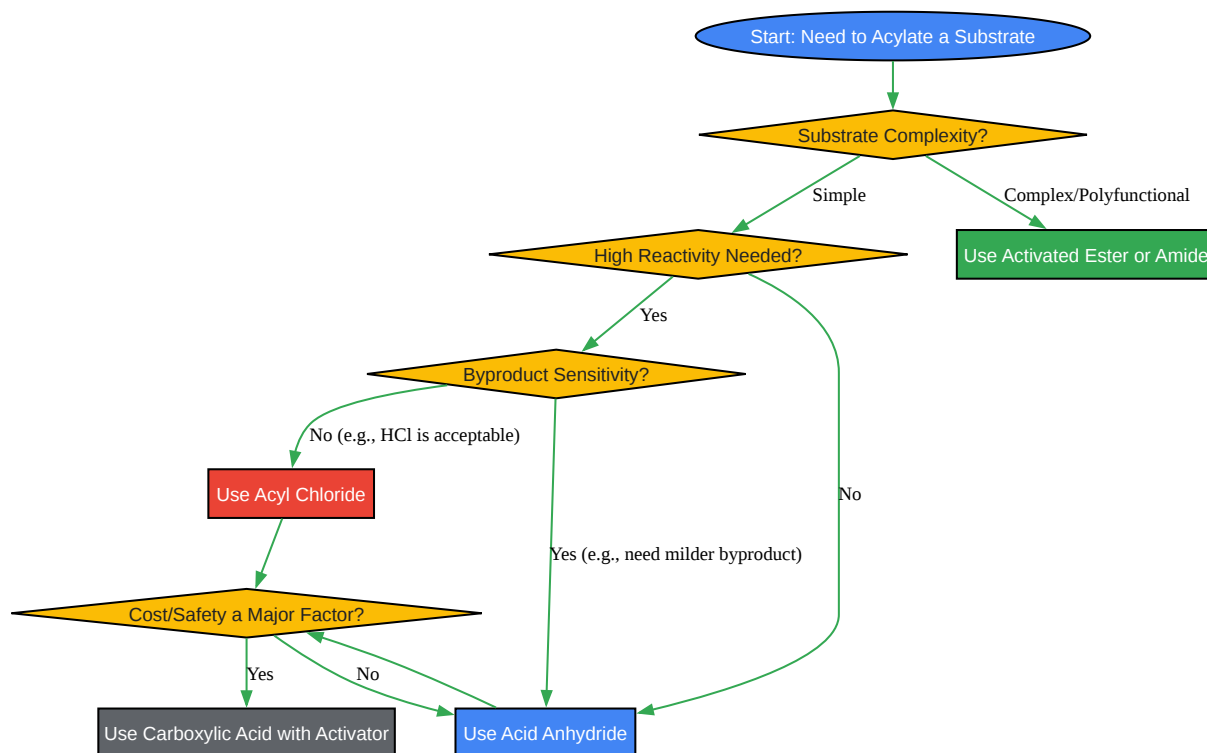 Start: Need to Acylate a Substrate
Substrate Complexity?
Simple
Complex/Polyfunctional
High Reactivity Needed?
Use Activated Ester or Amide
Yes
Byproduct Sensitivity?
No (e.g., HCl is acceptable)
Use Acyl Chloride
No
Yes (e.g., need milder byproduct)
Cost/Safety a Major Factor?
Yes
No
Use Carboxylic Acid with Activator
Use Acid Anhydride